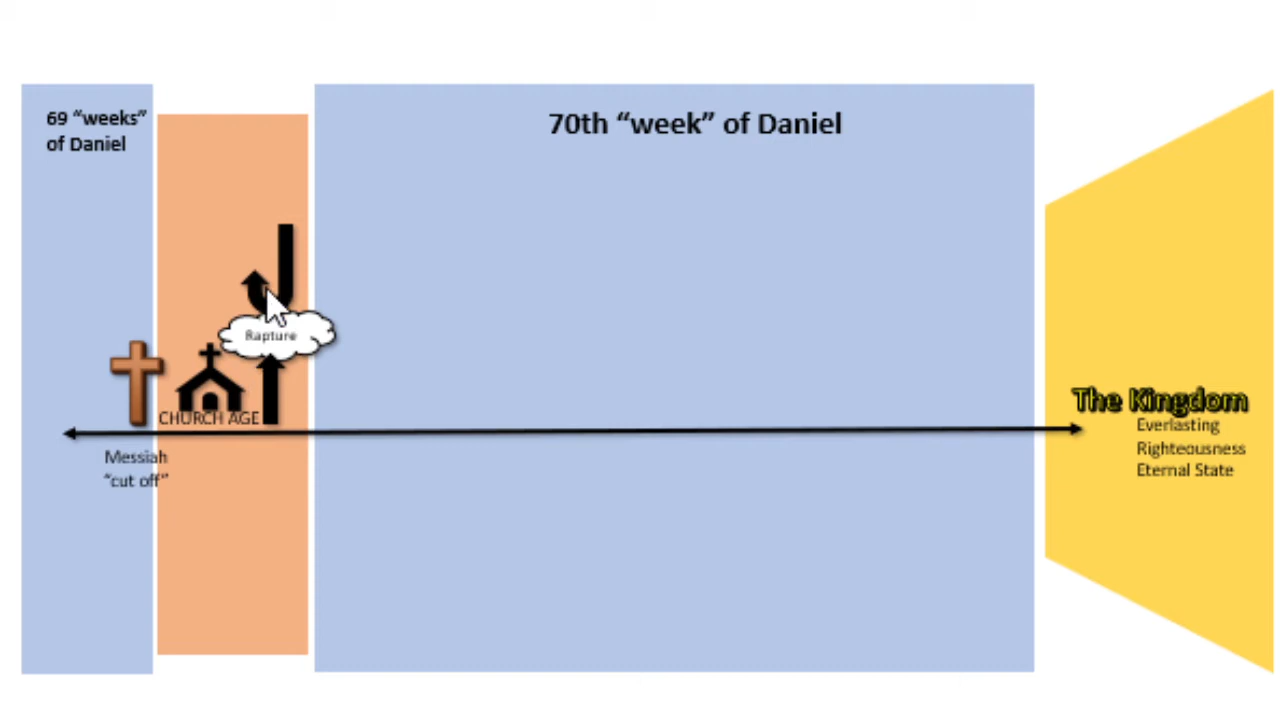 69 “weeks”
of Daniel
70th “week” of Daniel
Rapture
CHURCH AGE
Messiah
“cut off”
The Kingdom
Everlasting
Righteousness
Eternal State